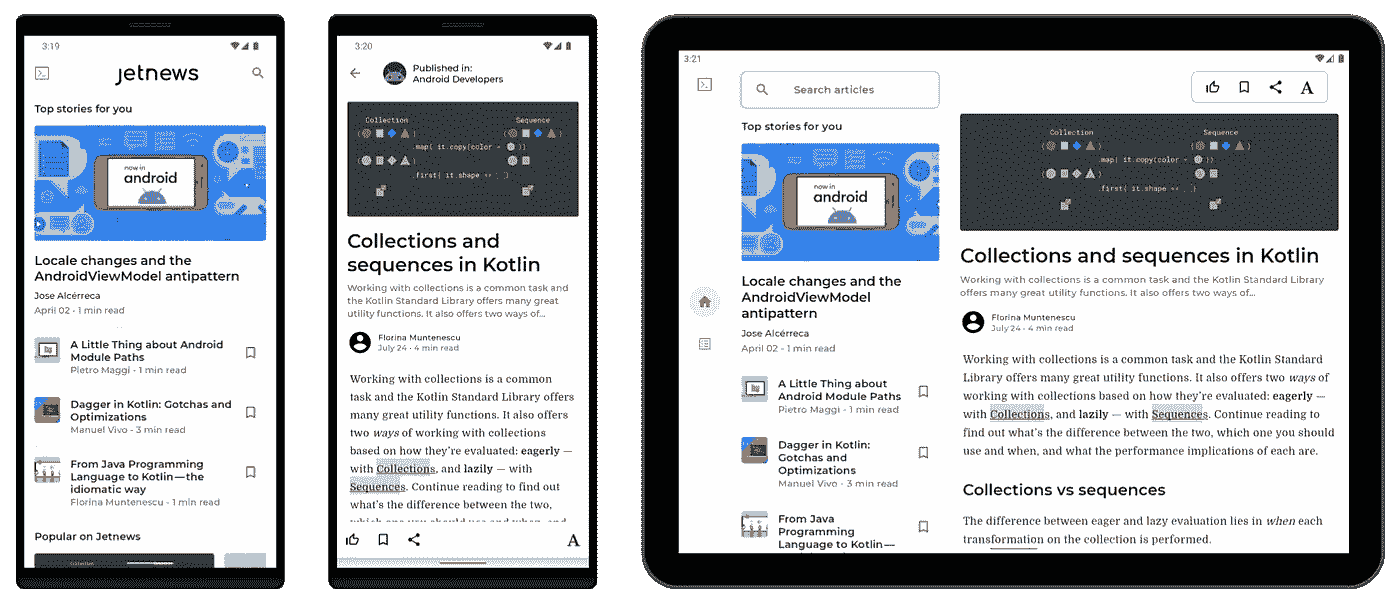 3:19
Jetnews
Top stories for you
now in
android
Locale changes and the
AndroidViewModel antipattern
Jose Alcérreca
April 02 - 1 min read
A Little Thing about Android
Module Paths
Pietro Maggi - 1 min read
Dagger in Kotlin: Gotchas and
Optimizations
Manuel Vivo - 3 min read
From Java Programming
Language to Kotlin—the
idiomatic way
Florina Muntenescu - 1 min read
Popular on Jetnews
3:20
Published in:
Android Developers
Collection Sequence
.map{ it.copy(color = )}
.first{ it.shape == }
Collections and
sequences in Kotlin
Working with collections is a common task and
the Kotlin Standard Library offers many great
utility functions. It also offers two ways of…
Florina Muntenescu
July 24 - 4 min read
Working with collections is a common
task and the Kotlin Standard Library offers
many great utility functions. It also offers
two ways of working with collections
based on how they’re evaluated: eagerly —
with Collections, and lazily — with
Sequences. Continue reading to find out
what’s the difference between the two,
which one you should use and when, and
A
3:21
Search articles
Top stories for you
now in
android
Locale changes and the
AndroidViewModel
antipattern
Jose Alcérreca
April 02 - 1 min read
A Little Thing about
Android Module Paths
Pietro Maggi - 1 min read
Dagger in Kotlin:
Gotchas and
Optimizations
Manuel Vivo - 3 min read
From Java
Programming
Language to Kotlin—
A
Collection Sequence
.map{ it.copy(color = )}
.first{ it.shape == }
Collections and sequences in Kotlin
Working with collections is a common task and the Kotlin Standard Library
offers many great utility functions. It also offers two ways of…
Florina Muntenescu
July 24 - 4 min read
Working with collections is a common task and the Kotlin Standard
Library offers many great utility functions. It also offers two ways of
working with collections based on how they’re evaluated: eagerly —
with Collections, and lazily — with Sequences. Continue reading to
find out what’s the difference between the two, which one you should
use and when, and what the performance implications of each are.
Collections vs sequences
The difference between eager and lazy evaluation lies in when each
transformation on the collection is performed.